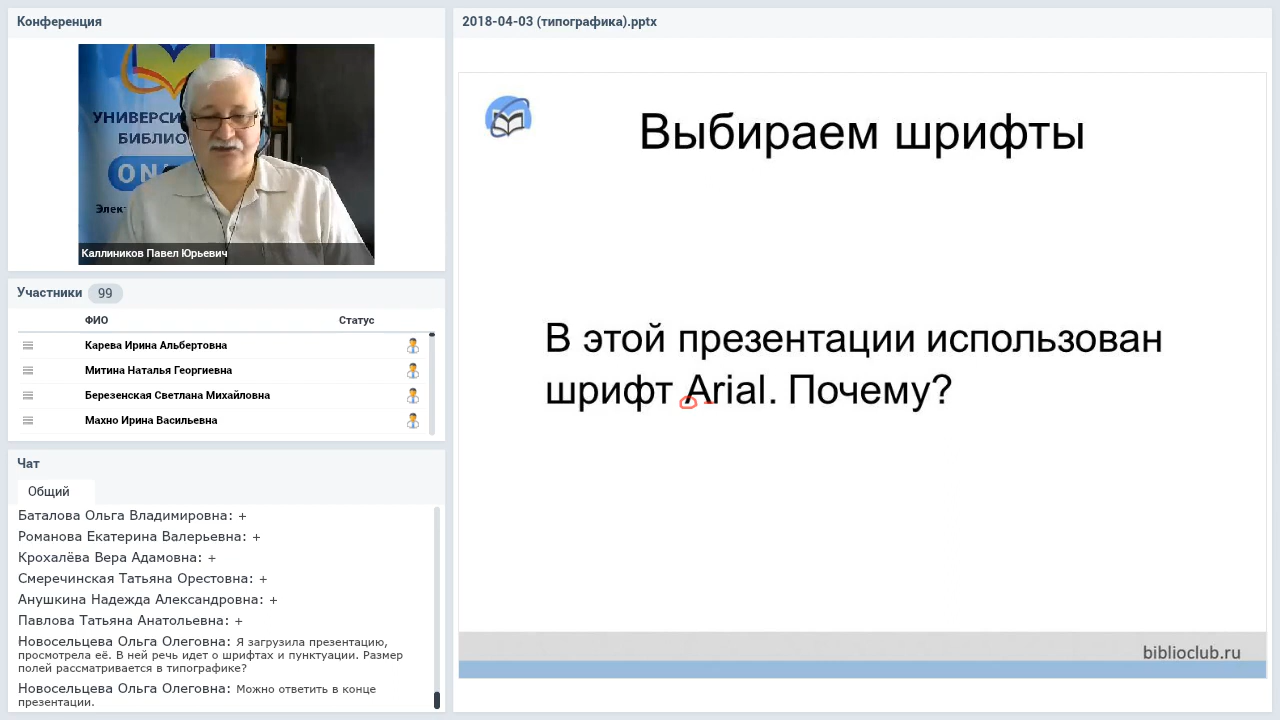 Конференция
УНИВЕРСИ
БИБЛИО
ON
Элект
Каллиников Павел Юрьевич
Участники 99
ФИО Статус
Карева Ирина Альбертовна
Митина Наталья Георгиевна
Березенская Светлана Михайловна
Махно Ирина Васильевна
Чат
Общий
Баталова Ольга Владимировна: +
Романова Екатерина Валерьевна: +
Крохалёва Вера Адамовна: +
Смеречинская Татьяна Орестовна: +
Анушкина Надежда Александровна: +
Павлова Татьяна Анатольевна: +
Новосельцева Ольга Олеговна: Я загрузила презентацию,
просмотрела её. В ней речь идет о шрифтах и пунктуации. Размер
полей рассматривается в типографике?
Новосельцева Ольга Олеговна: Можно ответить в конце
презентации.
2018-04-03 (типографика).pptx
Выбираем шрифты
В этой презентации использован
шрифт Arial. Почему?
biblioclub.ru